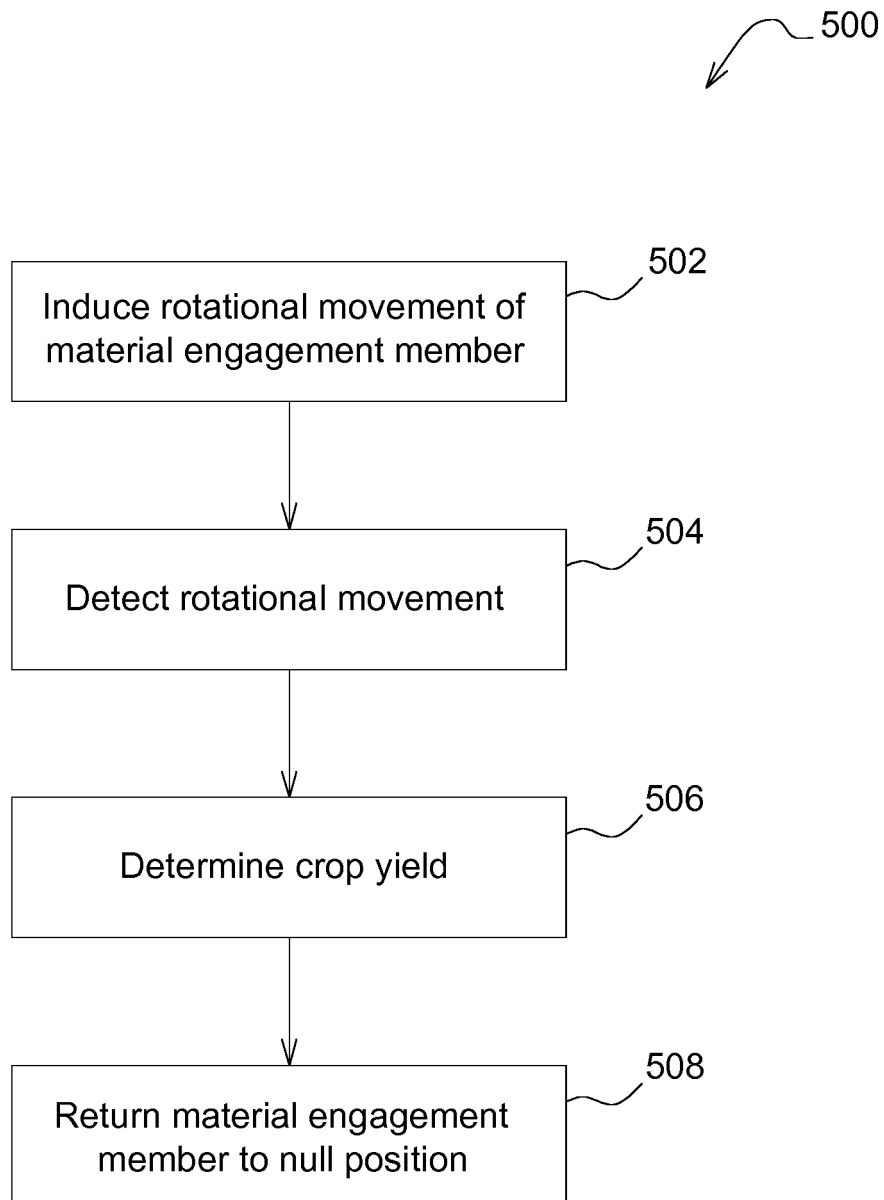 500
502
Induce rotational movement of
material engagement member
504
Detect rotational movement
506
Determine crop yield
508
Return material engagement
member to null position